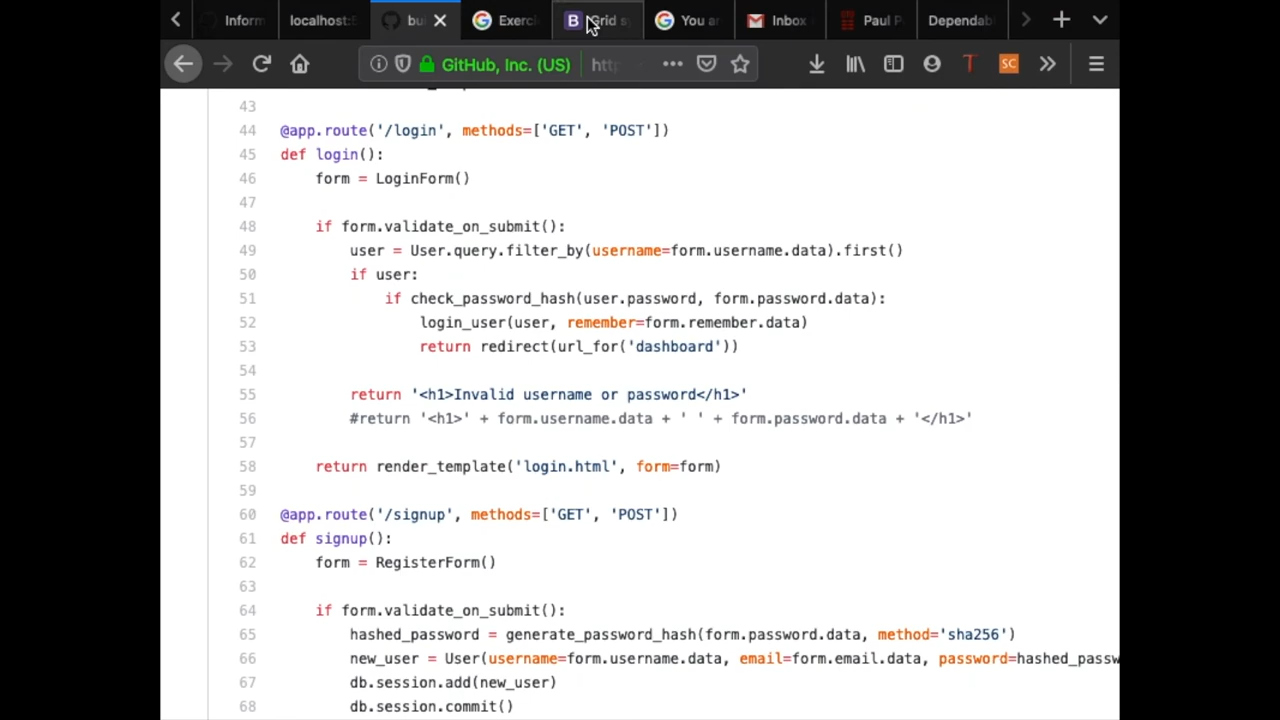 Inform
localhost:
bu
Exerci
Grid s
You ar
Inbox
Paul P
Dependab
GitHub, Inc. (US)
http
SC
43
44 @app.route('/login', methods=['GET', 'POST'])
45 def login():
46 form = LoginForm()
47
48 if form.validate_on_submit():
49 user = User.query.filter_by(username=form.username.data).first()
50 if user:
51 if check_password_hash(user.password, form.password.data):
52 login_user(user, remember=form.remember.data)
53 return redirect(url_for('dashboard'))
54
55 return '<h1>Invalid username or password</h1>'
56 #return '<h1>' + form.username.data + ' ' + form.password.data + '</h1>'
57
58 return render_template('login.html', form=form)
59
60 @app.route('/signup', methods=['GET', 'POST'])
61 def signup():
62 form = RegisterForm()
63
64 if form.validate_on_submit():
65 hashed_password = generate_password_hash(form.password.data, method='sha256')
66 new_user = User(username=form.username.data, email=form.email.data, password=hashed_passw
67 db.session.add(new_user)
68 db.session.commit()